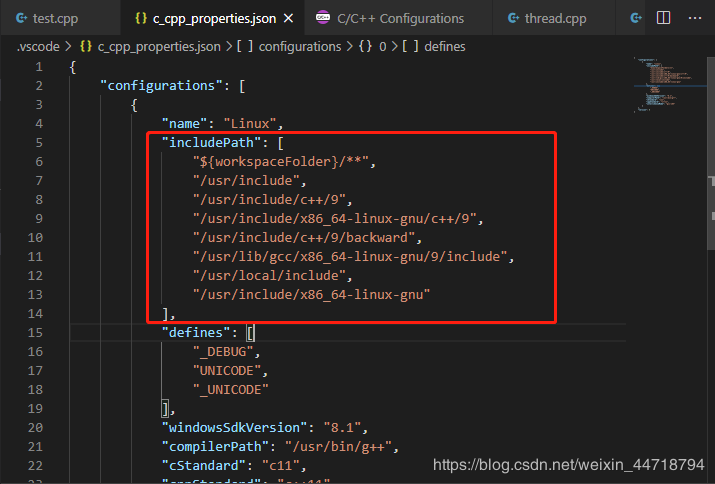 test.cpp
{} c_cpp_properties.json ×
C/C++ Configurations
thread.cpp
.vscode > {} c_cpp_properties.json > [ ] configurations > {} 0 > [ ] defines
1 {
2 "configurations": [
3 {
4 "name": "Linux",
5 "includePath": [
6 "${workspaceFolder}/**",
7 "/usr/include",
8 "/usr/include/c++/9",
9 "/usr/include/x86_64-linux-gnu/c++/9",
10 "/usr/include/c++/9/backward",
11 "/usr/lib/gcc/x86_64-linux-gnu/9/include",
12 "/usr/local/include",
13 "/usr/include/x86_64-linux-gnu"
14 ],
15 "defines": [
16 "_DEBUG",
17 "UNICODE",
18 "_UNICODE"
19 ],
20 "windowsSdkVersion": "8.1",
21 "compilerPath": "/usr/bin/g++",
22 "cStandard": "c11",
https://blog.csdn.net/weixin_44718794